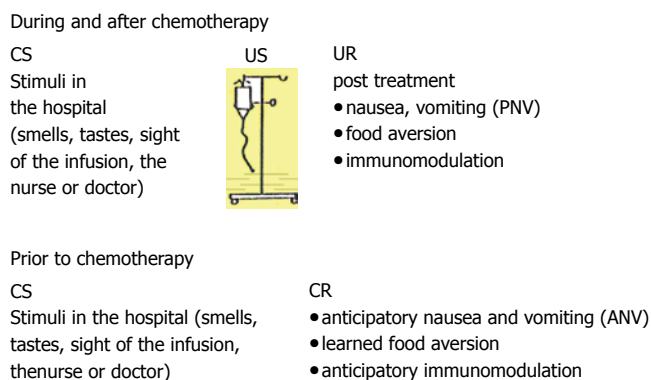 During and after chemotherapy
CS
Stimuli in
the hospital
(smells, tastes, sight
of the infusion, the
nurse or doctor)
US
UR
post treatment
•nausea, vomiting (PNV)
•food aversion
•immunomodulation
Prior to chemotherapy
CS
Stimuli in the hospital (smells,
tastes, sight of the infusion,
thenurse or doctor)
CR
•anticipatory nausea and vomiting (ANV)
•learned food aversion
•anticipatory immunomodulation